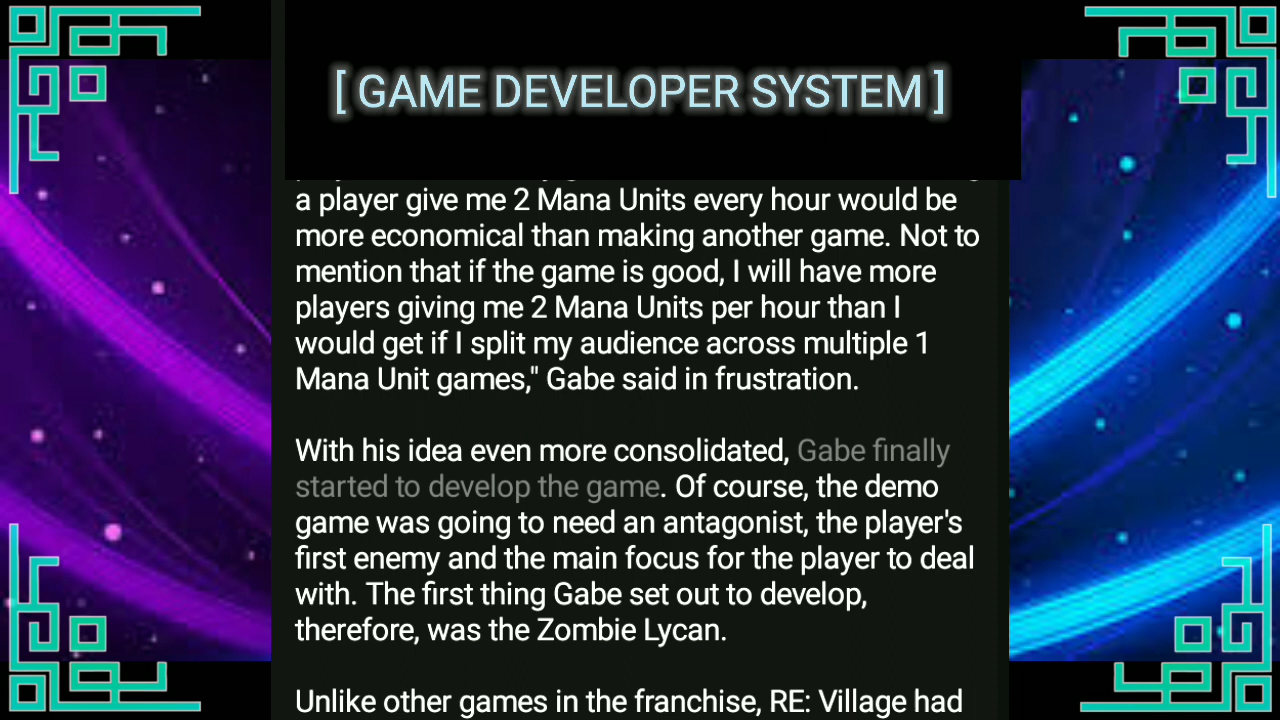 [ GAME DEVELOPER SYSTEM ]
a player give me 2 Mana Units every hour would be
more economical than making another game. Not to
mention that if the game is good, I will have more
players giving me 2 Mana Units per hour than I
would get if I split my audience across multiple 1
Mana Unit games," Gabe said in frustration.
With his idea even more consolidated, Gabe finally
started to develop the game. Of course, the demo
game was going to need an antagonist, the player's
first enemy and the main focus for the player to deal
with. The first thing Gabe set out to develop,
therefore, was the Zombie Lycan.
Unlike other games in the franchise, RE: Village had